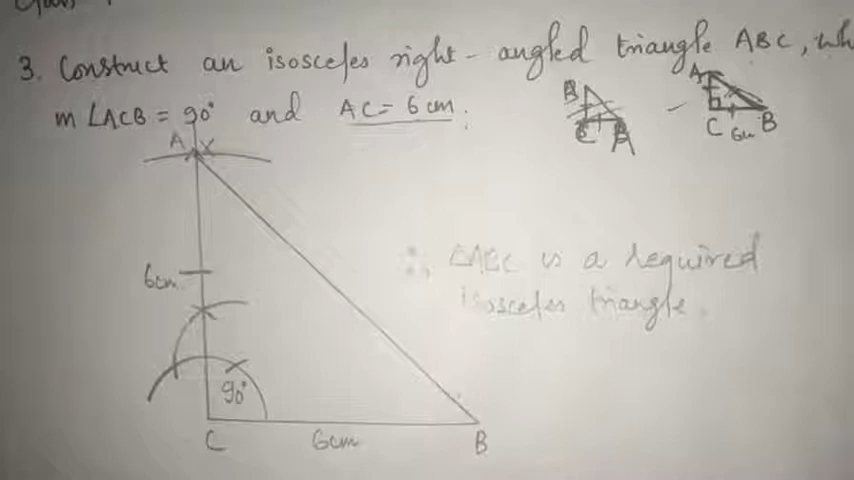 3. Construct an isosceles right-angled triangle ABC, wh
m ∠ACB = 90° and AC = 6 cm.
A
B
C
A
C 6cm B
A
6cm
90°
C 6cm B
∴ △ABC is a required
isosceles triangle.